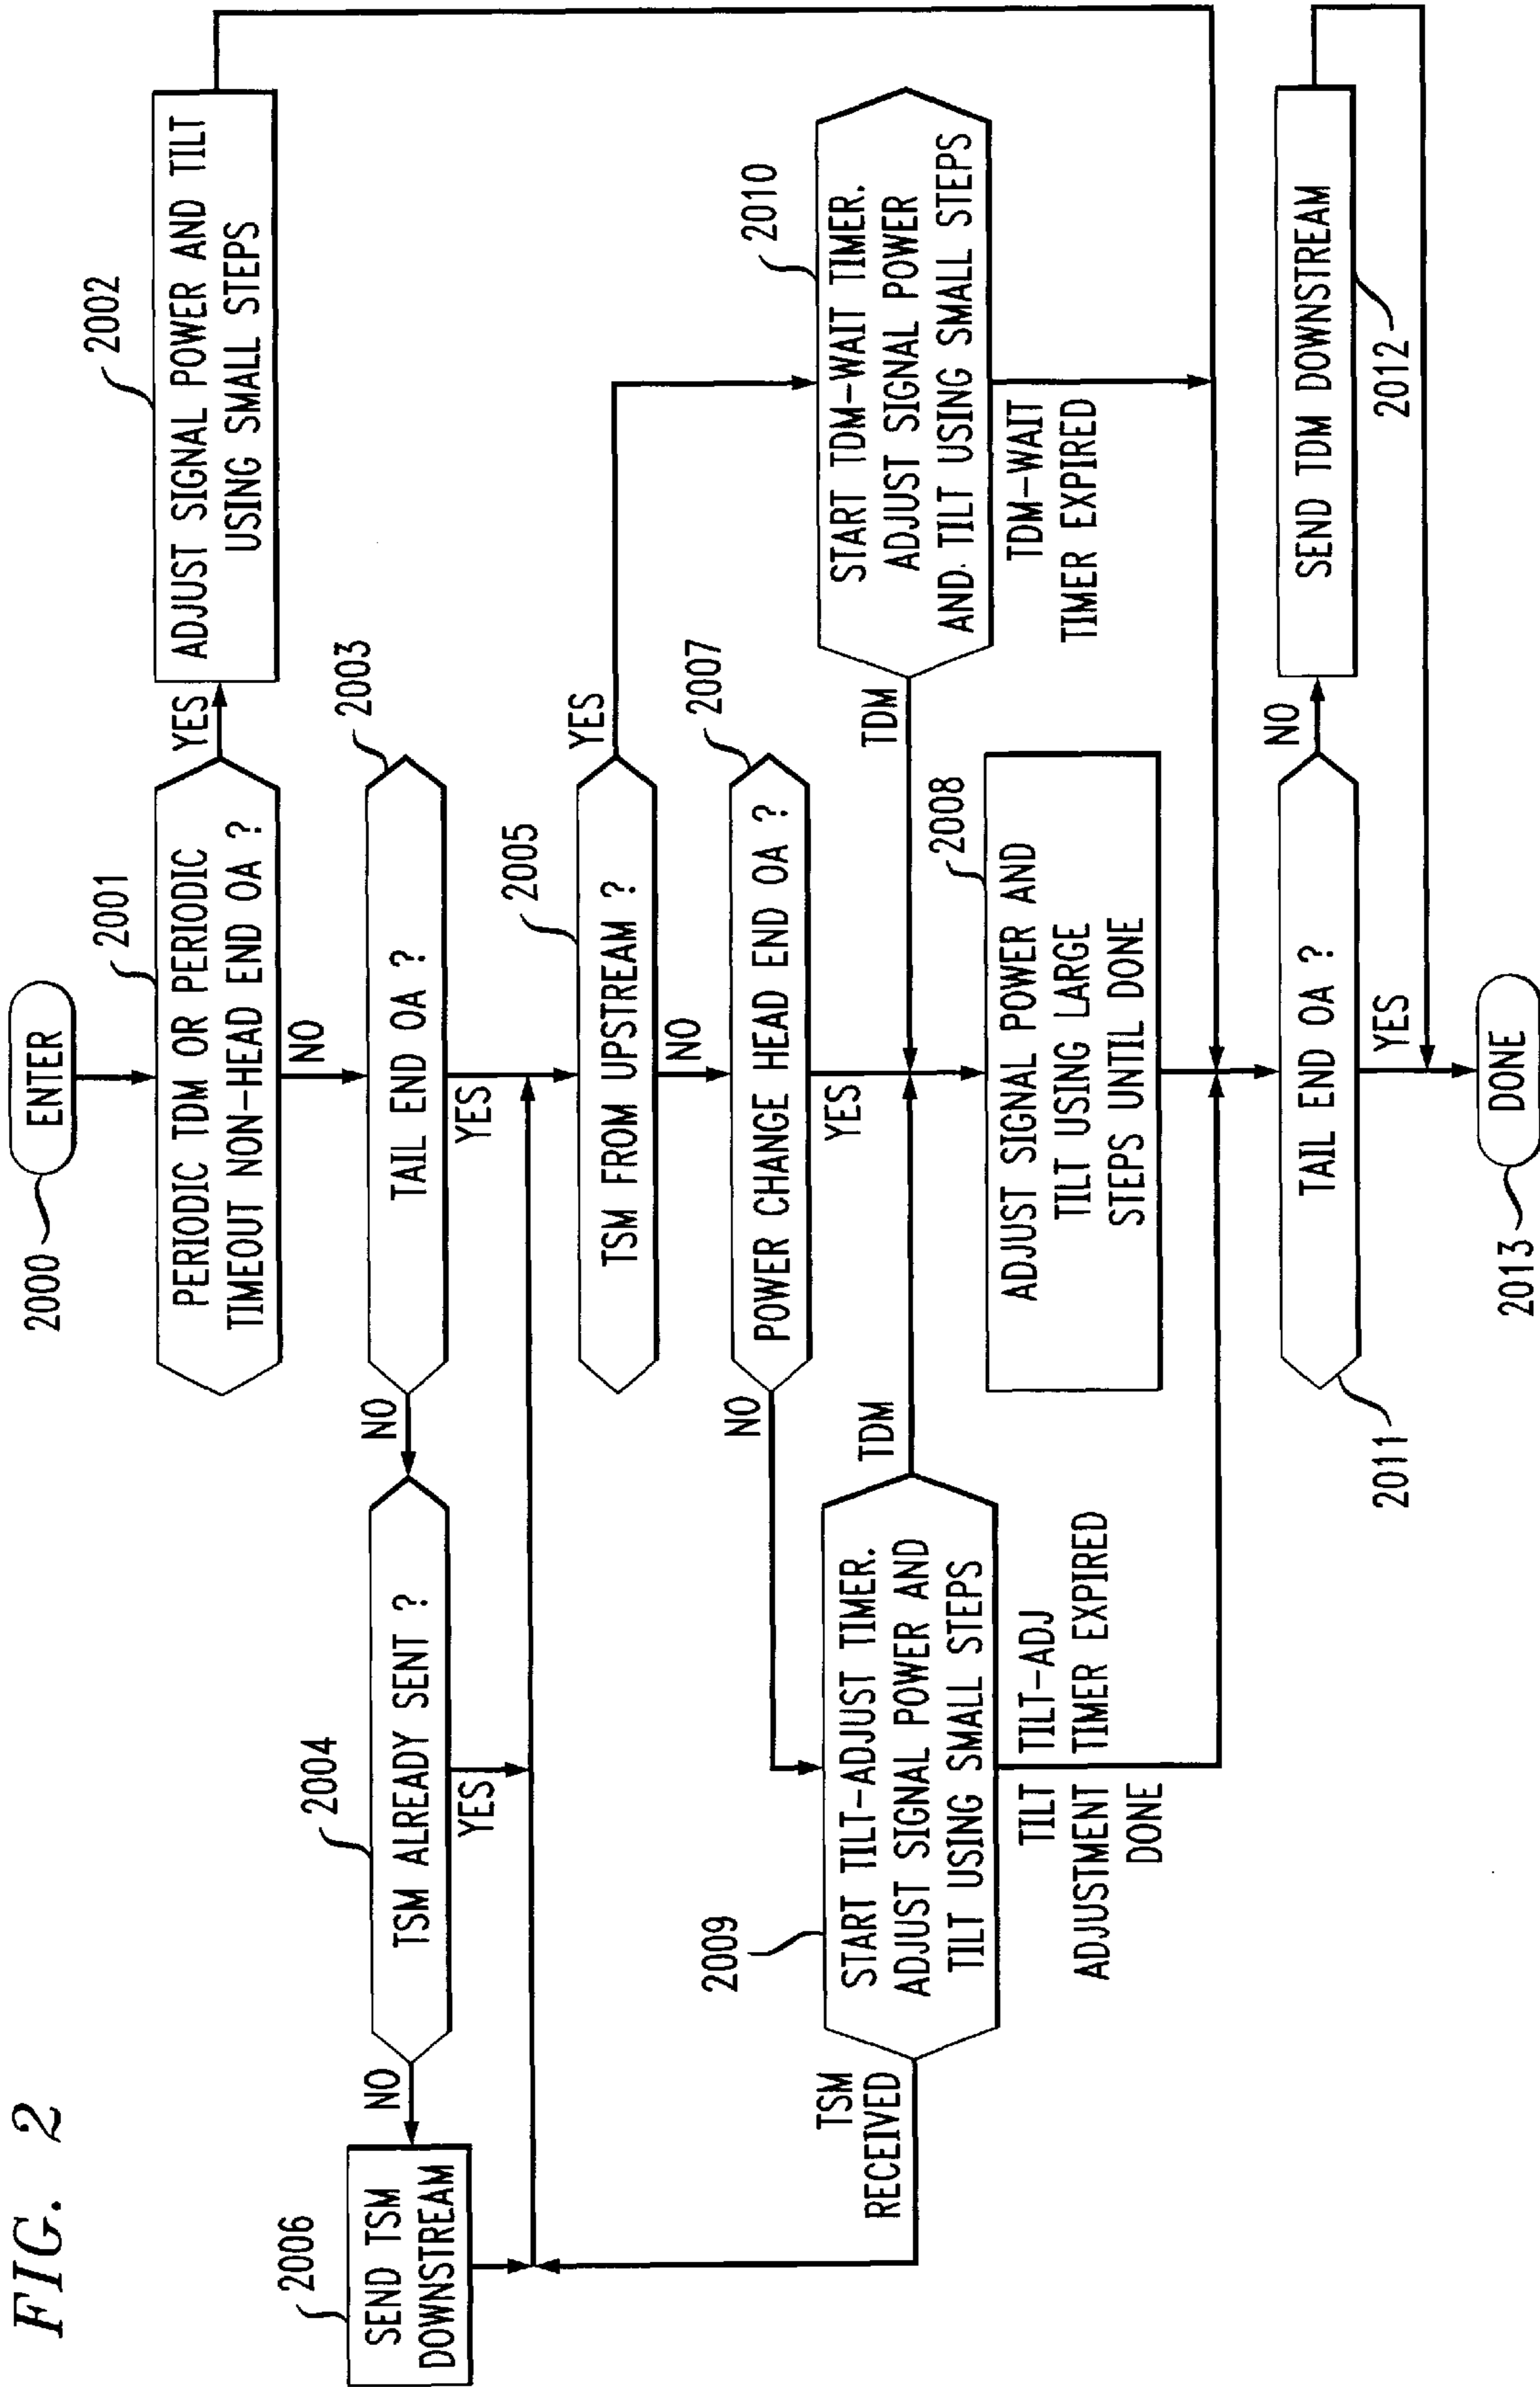 FIG. 2
2000
ENTER
2001
PERIODIC TDM OR PERIODIC
TIMEOUT NON-HEAD END OA ?
YES
2002
ADJUST SIGNAL POWER AND TILT
USING SMALL STEPS
NO
2003
TAIL END OA ?
NO
YES
2004
TSM ALREADY SENT ?
NO
YES
2006
SEND TSM
DOWNSTREAM
2005
TSM FROM UPSTREAM ?
YES
NO
2007
POWER CHANGE HEAD END OA ?
NO
YES
2009
START TILT-ADJUST TIMER.
ADJUST SIGNAL POWER AND
TILT USING SMALL STEPS
TSM
RECEIVED
TDM
TILT
ADJUSTMENT
DONE
TILT-ADJ
TIMER EXPIRED
2010
START TDM-WAIT TIMER.
ADJUST SIGNAL POWER
AND TILT USING SMALL STEPS
TDM
TDM-WAIT
TIMER EXPIRED
2008
ADJUST SIGNAL POWER AND
TILT USING LARGE
STEPS UNTIL DONE
2011
TAIL END OA ?
NO
YES
SEND TDM DOWNSTREAM
2012
2013
DONE